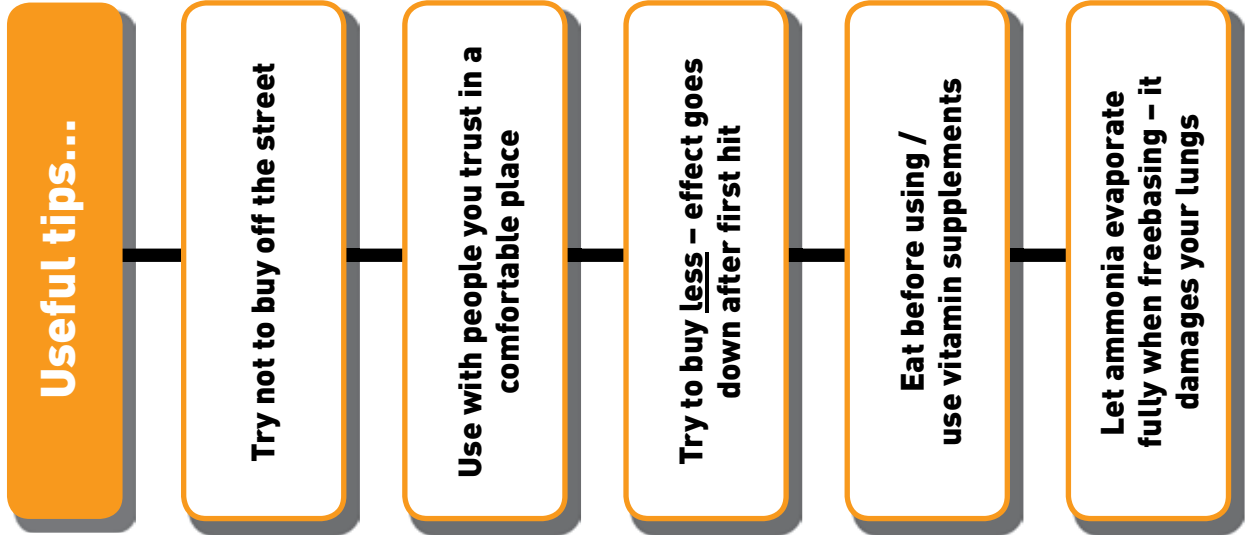 Useful tips...
Try not to buy off the street
Use with people you trust in a
comfortable place
Try to buy less – effect goes
down after first hit
Eat before using /
use vitamin supplements
Let ammonia evaporate
fully when freebasing – it
damages your lungs